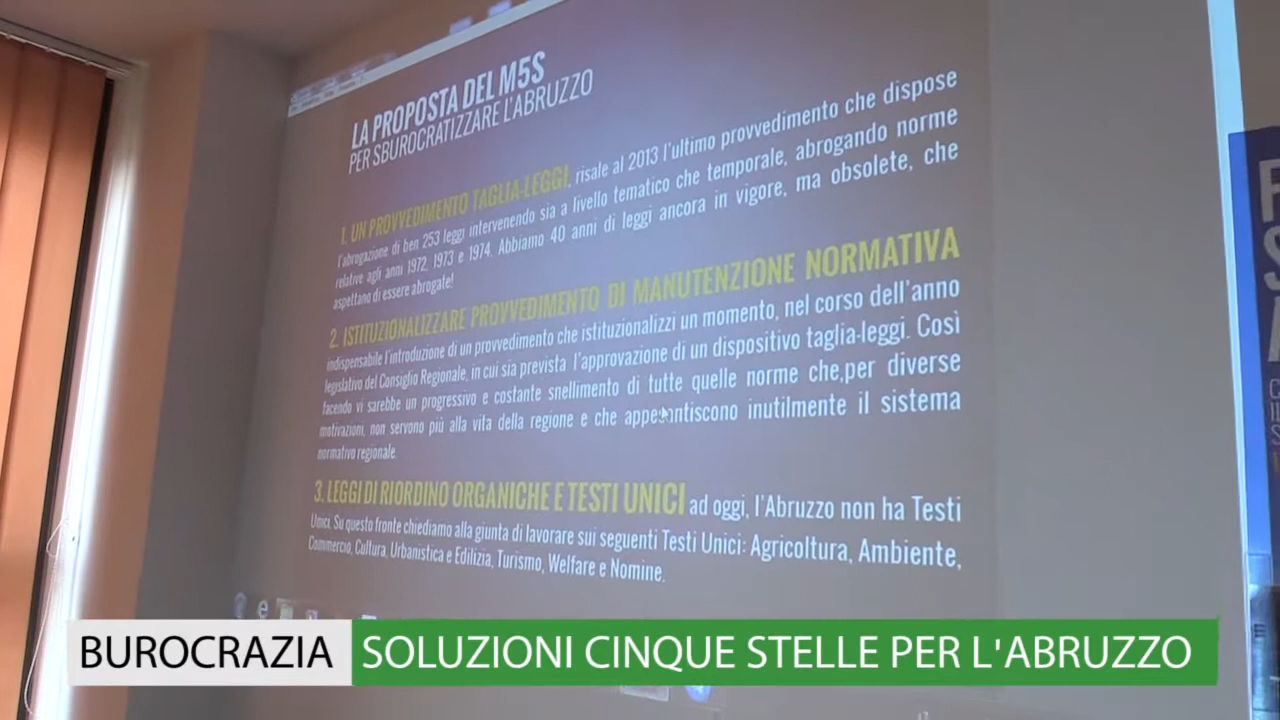 LA PROPOSTA DEL M5S
PER SBUROCRATIZZARE L'ABRUZZO
1. UN PROVVEDIMENTO TAGLIA-LEGGI, risale al 2013 l'ultimo provvedimento che dispose
l'abrogazione di ben 253 leggi intervenendo sia a livello tematico che temporale, abrogando norme
relative agli anni 1972, 1973 e 1974. Abbiamo 40 anni di leggi ancora in vigore, ma obsolete, che
aspettano di essere abrogate!
2. ISTITUZIONALIZZARE PROVVEDIMENTO DI MANUTENZIONE NORMATIVA
indispensabile l'introduzione di un provvedimento che istituzionalizzi un momento, nel corso dell'anno
legislativo del Consiglio Regionale, in cui sia prevista l'approvazione di un dispositivo taglia-leggi. Così
facendo vi sarebbe un progressivo e costante snellimento di tutte quelle norme che,per diverse
motivazioni, non servono più alla vita della regione e che appesantiscono inutilmente il sistema
normativo regionale.
3. LEGGI DI RIORDINO ORGANICHE E TESTI UNICI ad oggi, l'Abruzzo non ha Testi
Unici. Su questo fronte chiediamo alla giunta di lavorare sui seguenti Testi Unici: Agricoltura, Ambiente,
Commercio, Cultura, Urbanistica e Edilizia, Turismo, Welfare e Nomine.
BUROCRAZIA SOLUZIONI CINQUE STELLE PER L'ABRUZZO